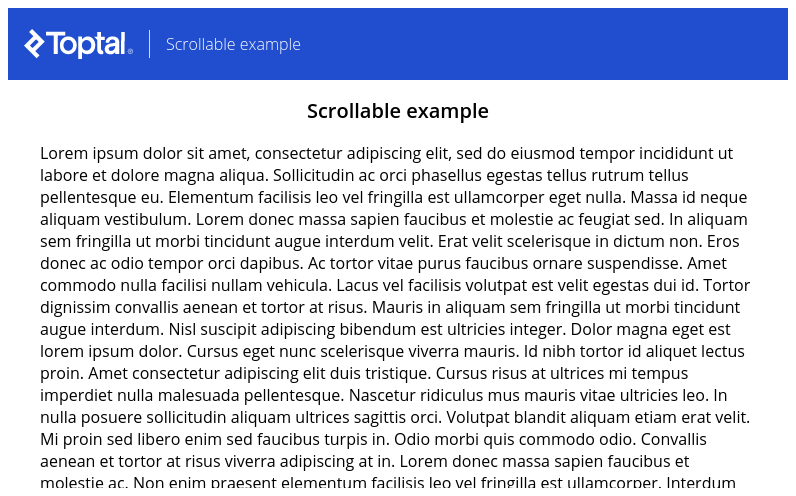 Toptal® Scrollable example
Scrollable example
Lorem ipsum dolor sit amet, consectetur adipiscing elit, sed do eiusmod tempor incididunt ut
labore et dolore magna aliqua. Sollicitudin ac orci phasellus egestas tellus rutrum tellus
pellentesque eu. Elementum facilisis leo vel fringilla est ullamcorper eget nulla. Massa id neque
aliquam vestibulum. Lorem donec massa sapien faucibus et molestie ac feugiat sed. In aliquam
sem fringilla ut morbi tincidunt augue interdum velit. Erat velit scelerisque in dictum non. Eros
donec ac odio tempor orci dapibus. Ac tortor vitae purus faucibus ornare suspendisse. Amet
commodo nulla facilisi nullam vehicula. Lacus vel facilisis volutpat est velit egestas dui id. Tortor
dignissim convallis aenean et tortor at risus. Mauris in aliquam sem fringilla ut morbi tincidunt
augue interdum. Nisl suscipit adipiscing bibendum est ultricies integer. Dolor magna eget est
lorem ipsum dolor. Cursus eget nunc scelerisque viverra mauris. Id nibh tortor id aliquet lectus
proin. Amet consectetur adipiscing elit duis tristique. Cursus risus at ultrices mi tempus
imperdiet nulla malesuada pellentesque. Nascetur ridiculus mus mauris vitae ultricies leo. In
nulla posuere sollicitudin aliquam ultrices sagittis orci. Volutpat blandit aliquam etiam erat velit.
Mi proin sed libero enim sed faucibus turpis in. Odio morbi quis commodo odio. Convallis
aenean et tortor at risus viverra adipiscing at in. Lorem donec massa sapien faucibus et
molestie ac. Non enim praesent elementum facilisis leo vel fringilla est ullamcorper. Interdum